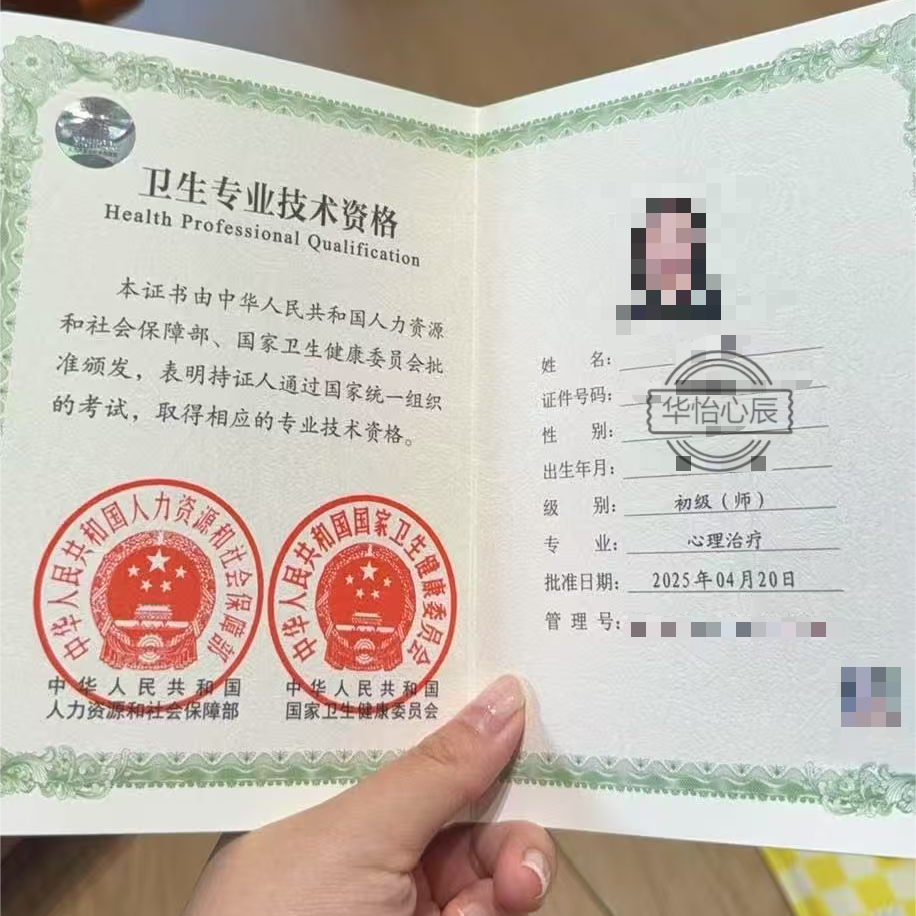 卫生专业技术资格
Health Professional Qualification
本证书由中华人民共和国人力资源
和社会保障部、国家卫生健康委员会批
准颁发，表明持证人通过国家统一组织
的考试，取得相应的专业技术资格。
中华人民共和国人力资源和社会保障部
中华人民共和国国家卫生健康委员会
中华人民共和国
人力资源和社会保障部
中华人民共和国
国家卫生健康委员会
姓 名：
证件号码：
华怡心辰
性 别：
出生年月：
级 别： 初级（师）
专 业： 心理治疗
批准日期： 2025年04月20日
管 理 号：